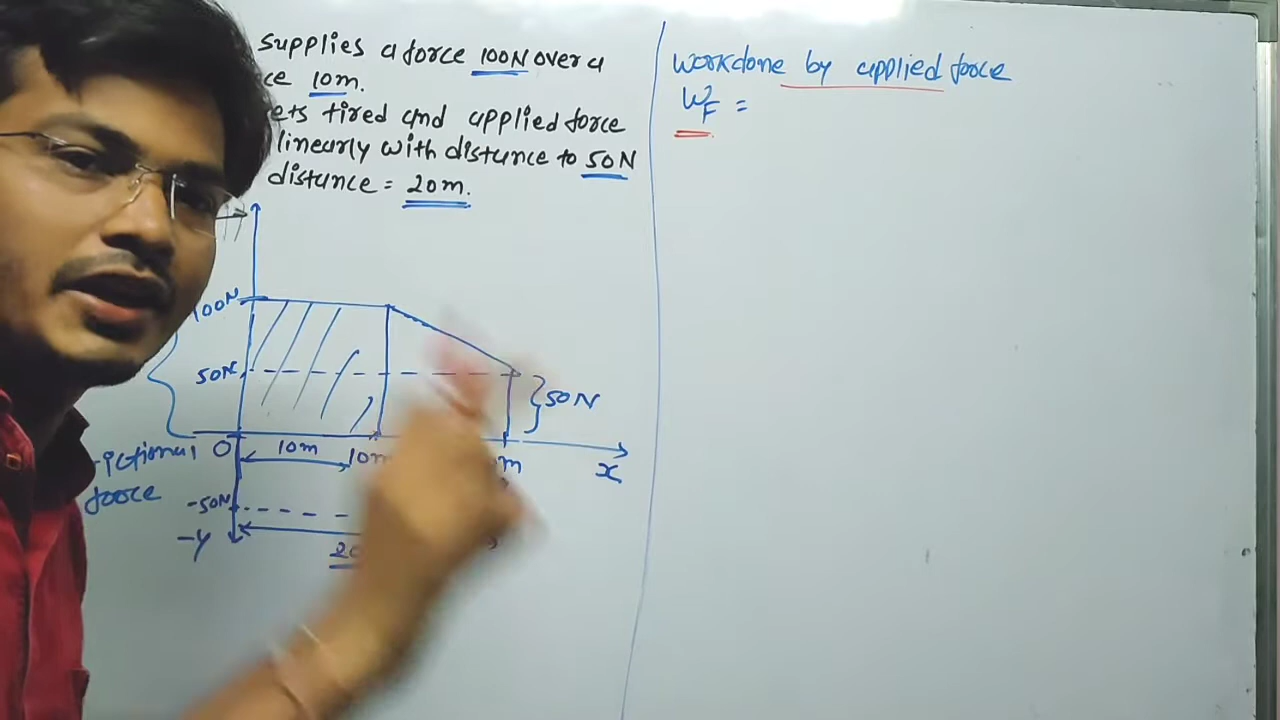 supplies a force 100N over a
ce 10m.
ets tired and applied force
linearly with distance to 50N
distance = 20m.
100N
50N
50N
0
10m
10m
m
x
-ictional
force
-50N
-y
workdone by applied force
W_F =